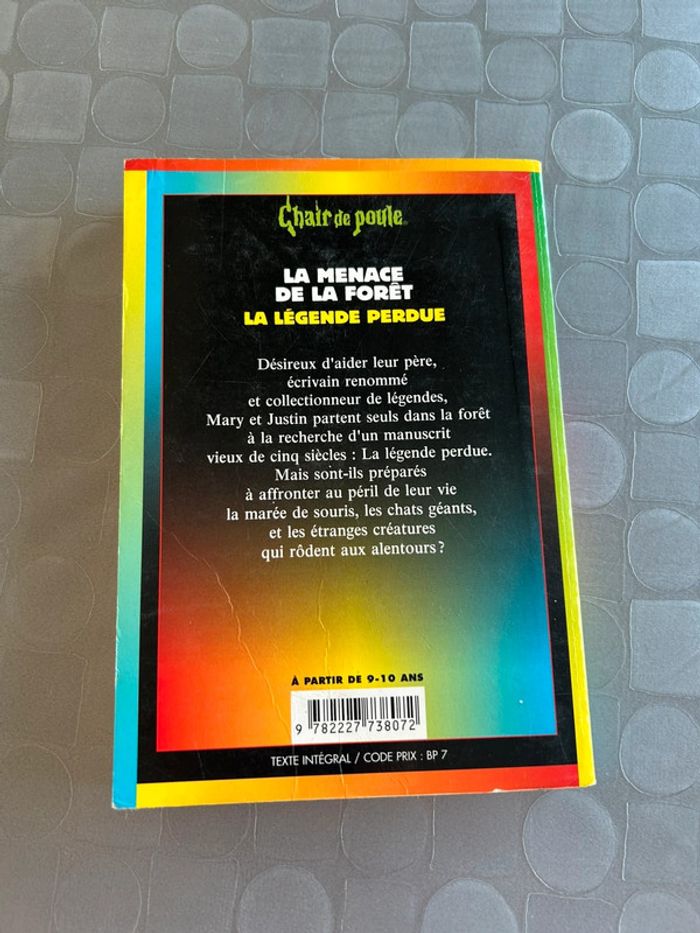 Chair de poule
LA MENACE
DE LA FORÊT
LA LÉGENDE PERDUE
Désireux d'aider leur père,
écrivain renommé
et collectionneur de légendes,
Mary et Justin partent seuls dans la forêt
à la recherche d'un manuscrit
vieux de cinq siècles : La légende perdue.
Mais sont-ils préparés
à affronter au péril de leur vie
la marée de souris, les chats géants,
et les étranges créatures
qui rôdent aux alentours ?
À PARTIR DE 9-10 ANS
9 782227 738072
TEXTE INTÉGRAL / CODE PRIX : BP 7